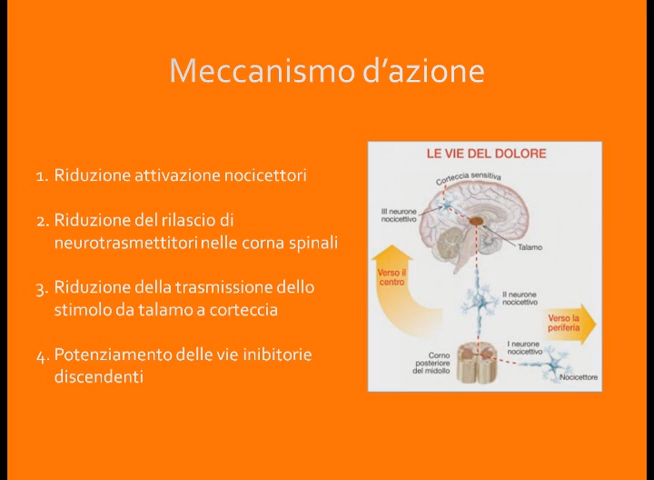 Meccanismo d'azione
1. Riduzione attivazione nocicettori
2. Riduzione del rilascio di
neurotrasmettitori nelle corna spinali
3. Riduzione della trasmissione dello
stimolo da talamo a corteccia
4. Potenziamento delle vie inibitorie
discendenti
LE VIE DEL DOLORE
Corteccia sensitiva
III neurone
nocicettivo
Talamo
Verso il
centro
II neurone
nocicettivo
Verso la
periferia
I neurone
nocicettivo
Corno
posteriore
del midollo
Nocicettore